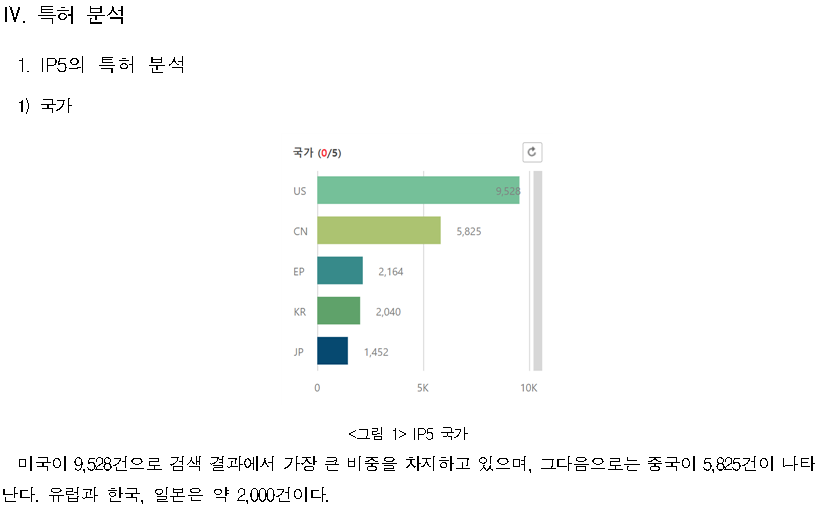 Ⅳ. 특허 분석
1. IP5의 특허 분석
1) 국가
국가 (0/5)
US 9,528
CN 5,825
EP 2,164
KR 2,040
JP 1,452
0 5K 10K
<그림 1> IP5 국가
미국이 9,528건으로 검색 결과에서 가장 큰 비중을 차지하고 있으며, 그다음으로는 중국이 5,825건이 나타
난다. 유럽과 한국, 일본은 약 2,000건이다.